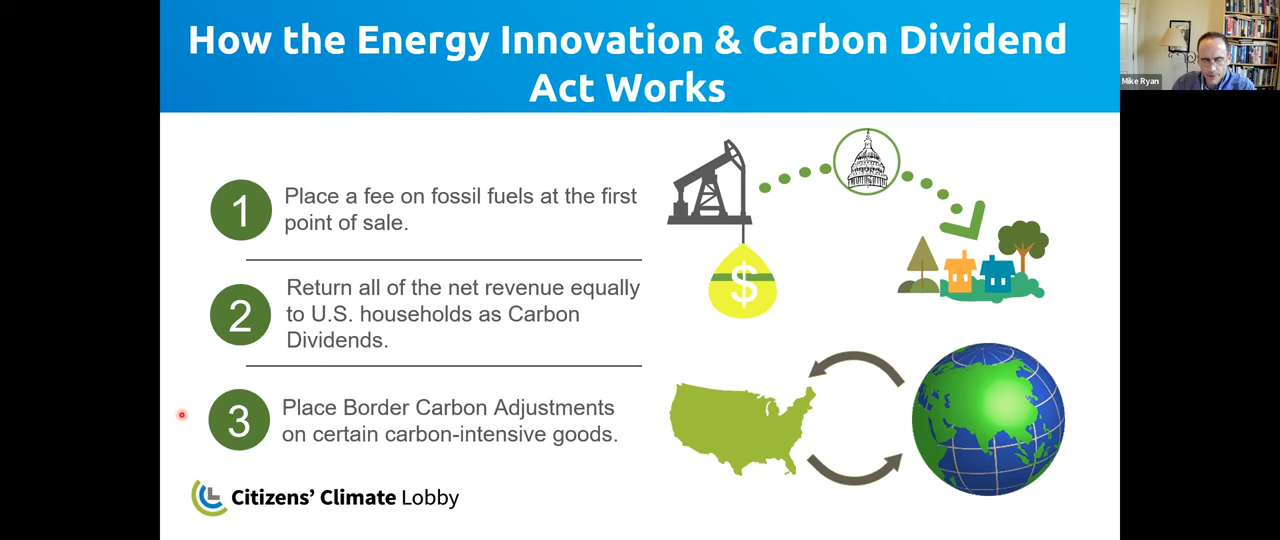 How the Energy Innovation & Carbon Dividend
Act Works
Mike Ryan
1
Place a fee on fossil fuels at the first
point of sale.
2
Return all of the net revenue equally
to U.S. households as Carbon
Dividends.
3
Place Border Carbon Adjustments
on certain carbon-intensive goods.
$
Citizens’ Climate Lobby